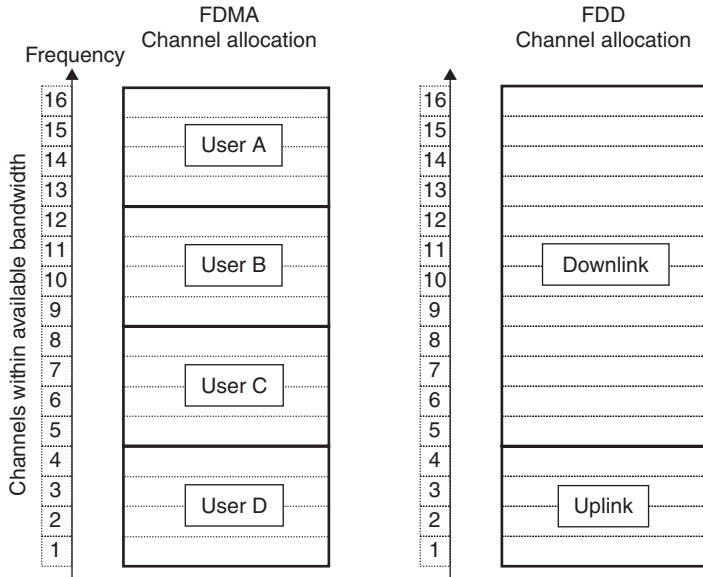 FDMA
Channel allocation
Frequency
Channels within available bandwidth
16
15
14
13
12
11
10
9
8
7
6
5
4
3
2
1
User A
User B
User C
User D
FDD
Channel allocation
16
15
14
13
12
11
10
9
8
7
6
5
4
3
2
1
Downlink
Uplink